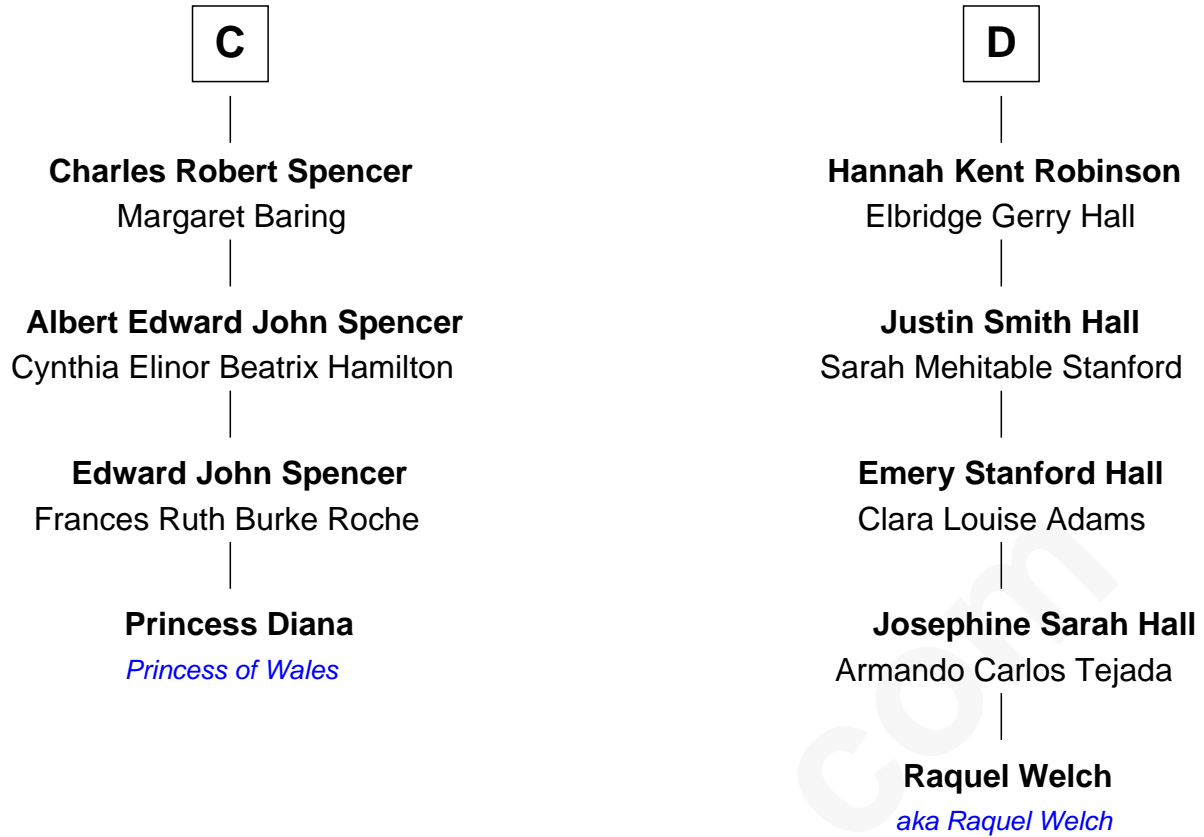 C
Charles Robert Spencer
Margaret Baring
Albert Edward John Spencer
Cynthia Elinor Beatrix Hamilton
Edward John Spencer
Frances Ruth Burke Roche
Princess Diana
Princess of Wales
D
Hannah Kent Robinson
Elbridge Gerry Hall
Justin Smith Hall
Sarah Mehitable Stanford
Emery Stanford Hall
Clara Louise Adams
Josephine Sarah Hall
Armando Carlos Tejada
Raquel Welch
aka Raquel Welch
com